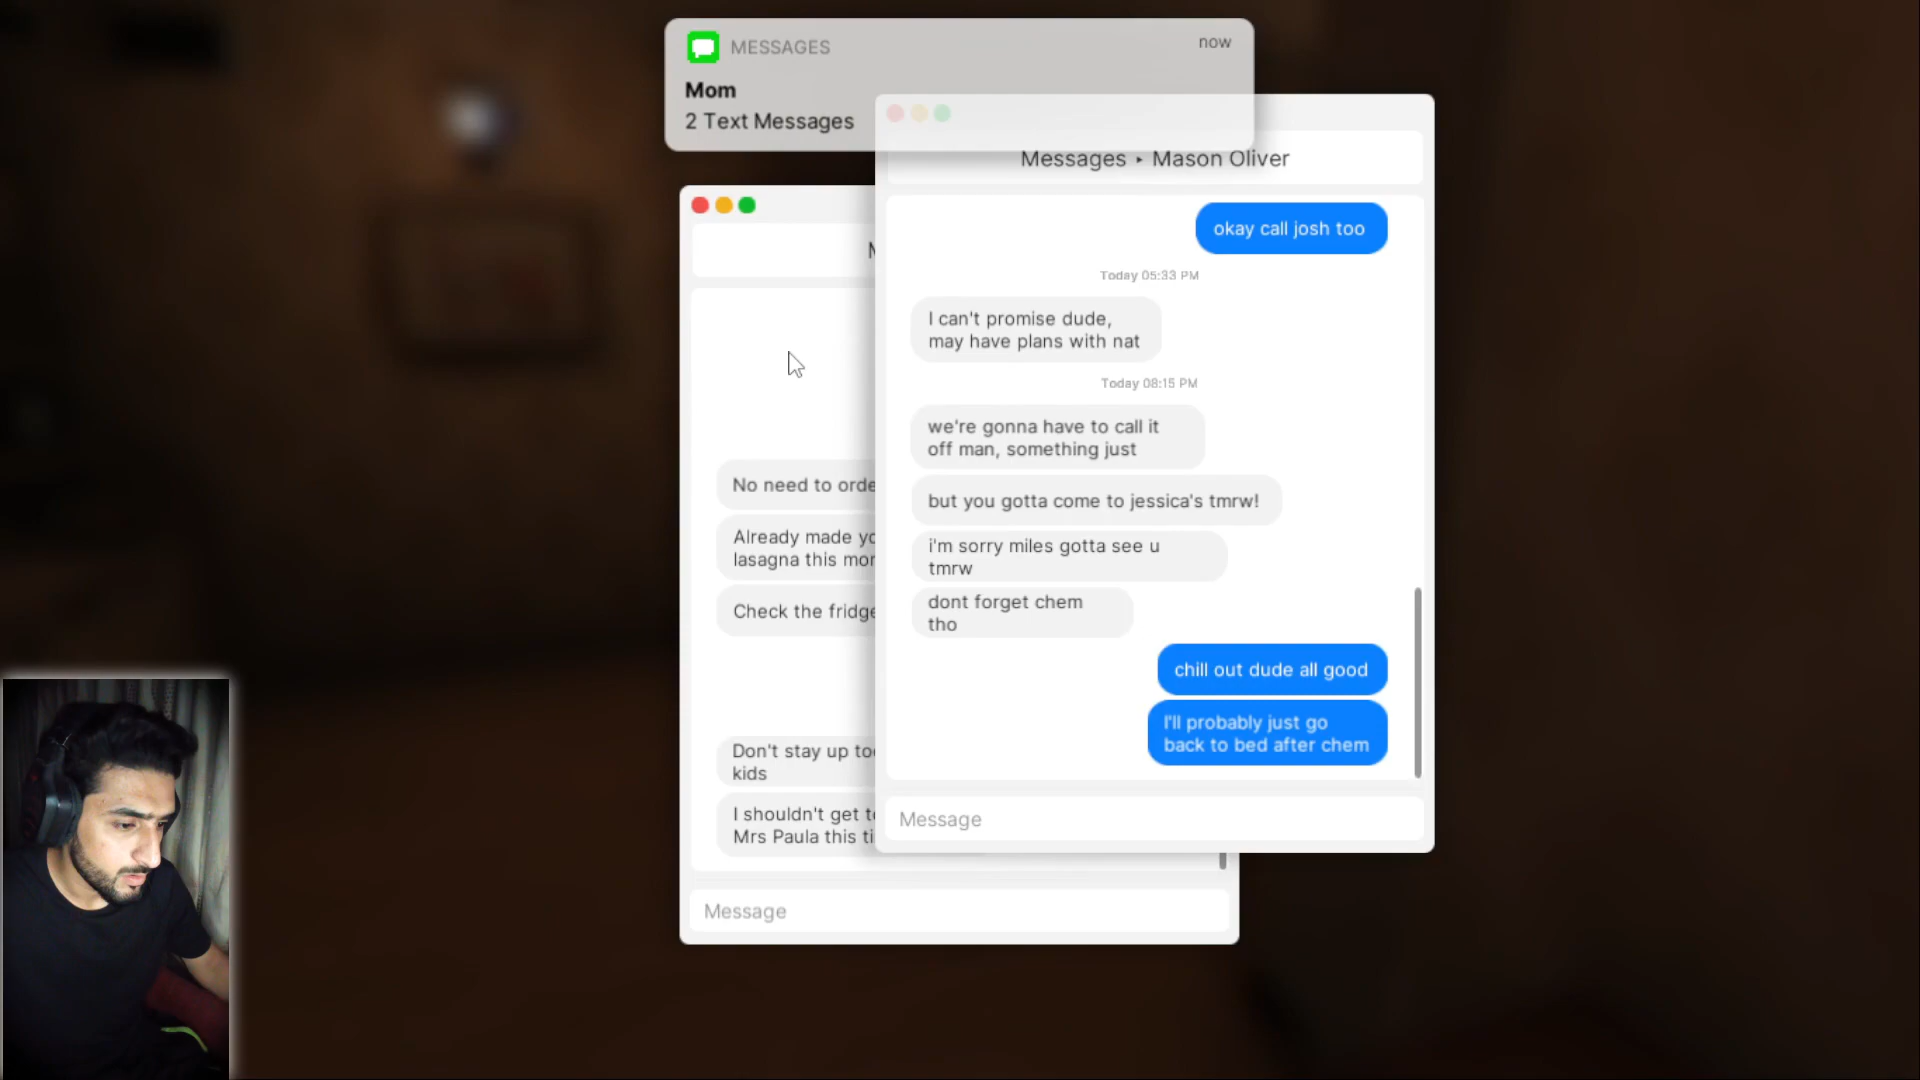 MESSAGES
now
Mom
2 Text Messages
Messages ▸ Mason Oliver
okay call josh too
Today 05:33 PM
I can't promise dude,
may have plans with nat
Today 08:15 PM
we're gonna have to call it
off man, something just
but you gotta come to jessica's tmrw!
i'm sorry miles gotta see u
tmrw
dont forget chem
tho
chill out dude all good
I'll probably just go
back to bed after chem
Message
No need to orde
Already made yo
lasagna this mor
Check the fridge
Don't stay up too
kids
I shouldn't get to
Mrs Paula this ti
Message